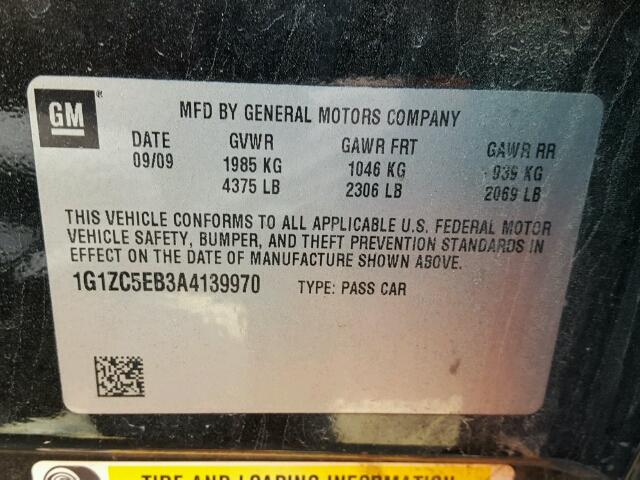 GM
MFD BY GENERAL MOTORS COMPANY
DATE GVWR GAWR FRT GAWR RR
09/09 1985 KG 1046 KG 939 KG
4375 LB 2306 LB 2069 LB
THIS VEHICLE CONFORMS TO ALL APPLICABLE U.S. FEDERAL MOTOR
VEHICLE SAFETY, BUMPER, AND THEFT PREVENTION STANDARDS IN
EFFECT ON THE DATE OF MANUFACTURE SHOWN ABOVE.
1G1ZC5EB3A4139970 TYPE: PASS CAR
TIRE AND LOADING INFORMATION